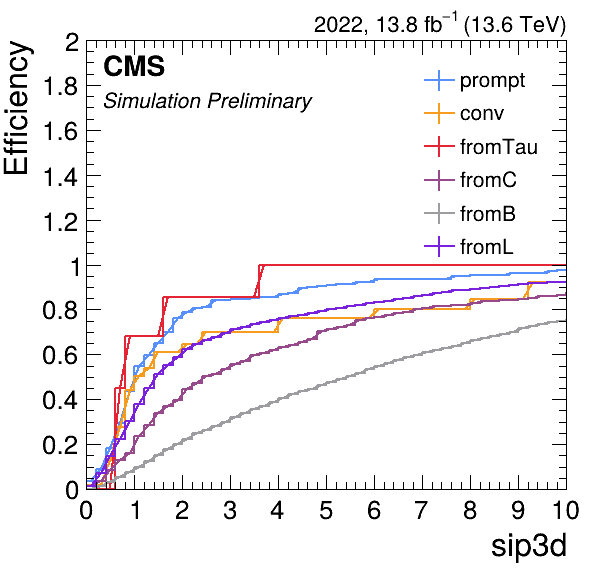 2022, 13.8 fb⁻¹ (13.6 TeV)
Efficiency
CMS
Simulation Preliminary
prompt
conv
fromTau
fromC
fromB
fromL
2
1.8
1.6
1.4
1.2
1
0.8
0.6
0.4
0.2
0
0 1 2 3 4 5 6 7 8 9 10
sip3d